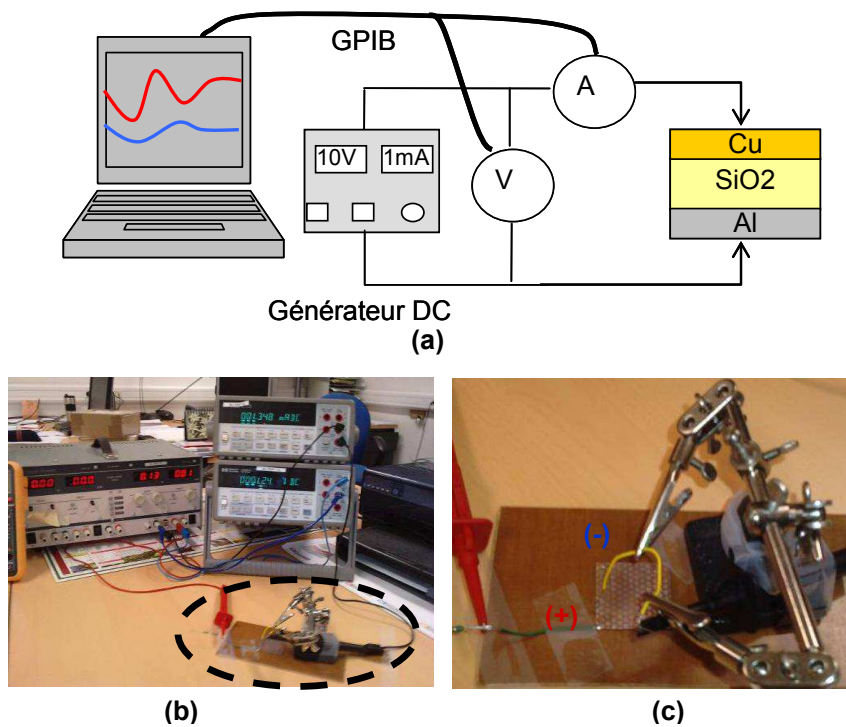 GPIB
A
10V 1mA
V
Cu
SiO2
Al
Générateur DC
(a)
(-)
(+)
(b) (c)